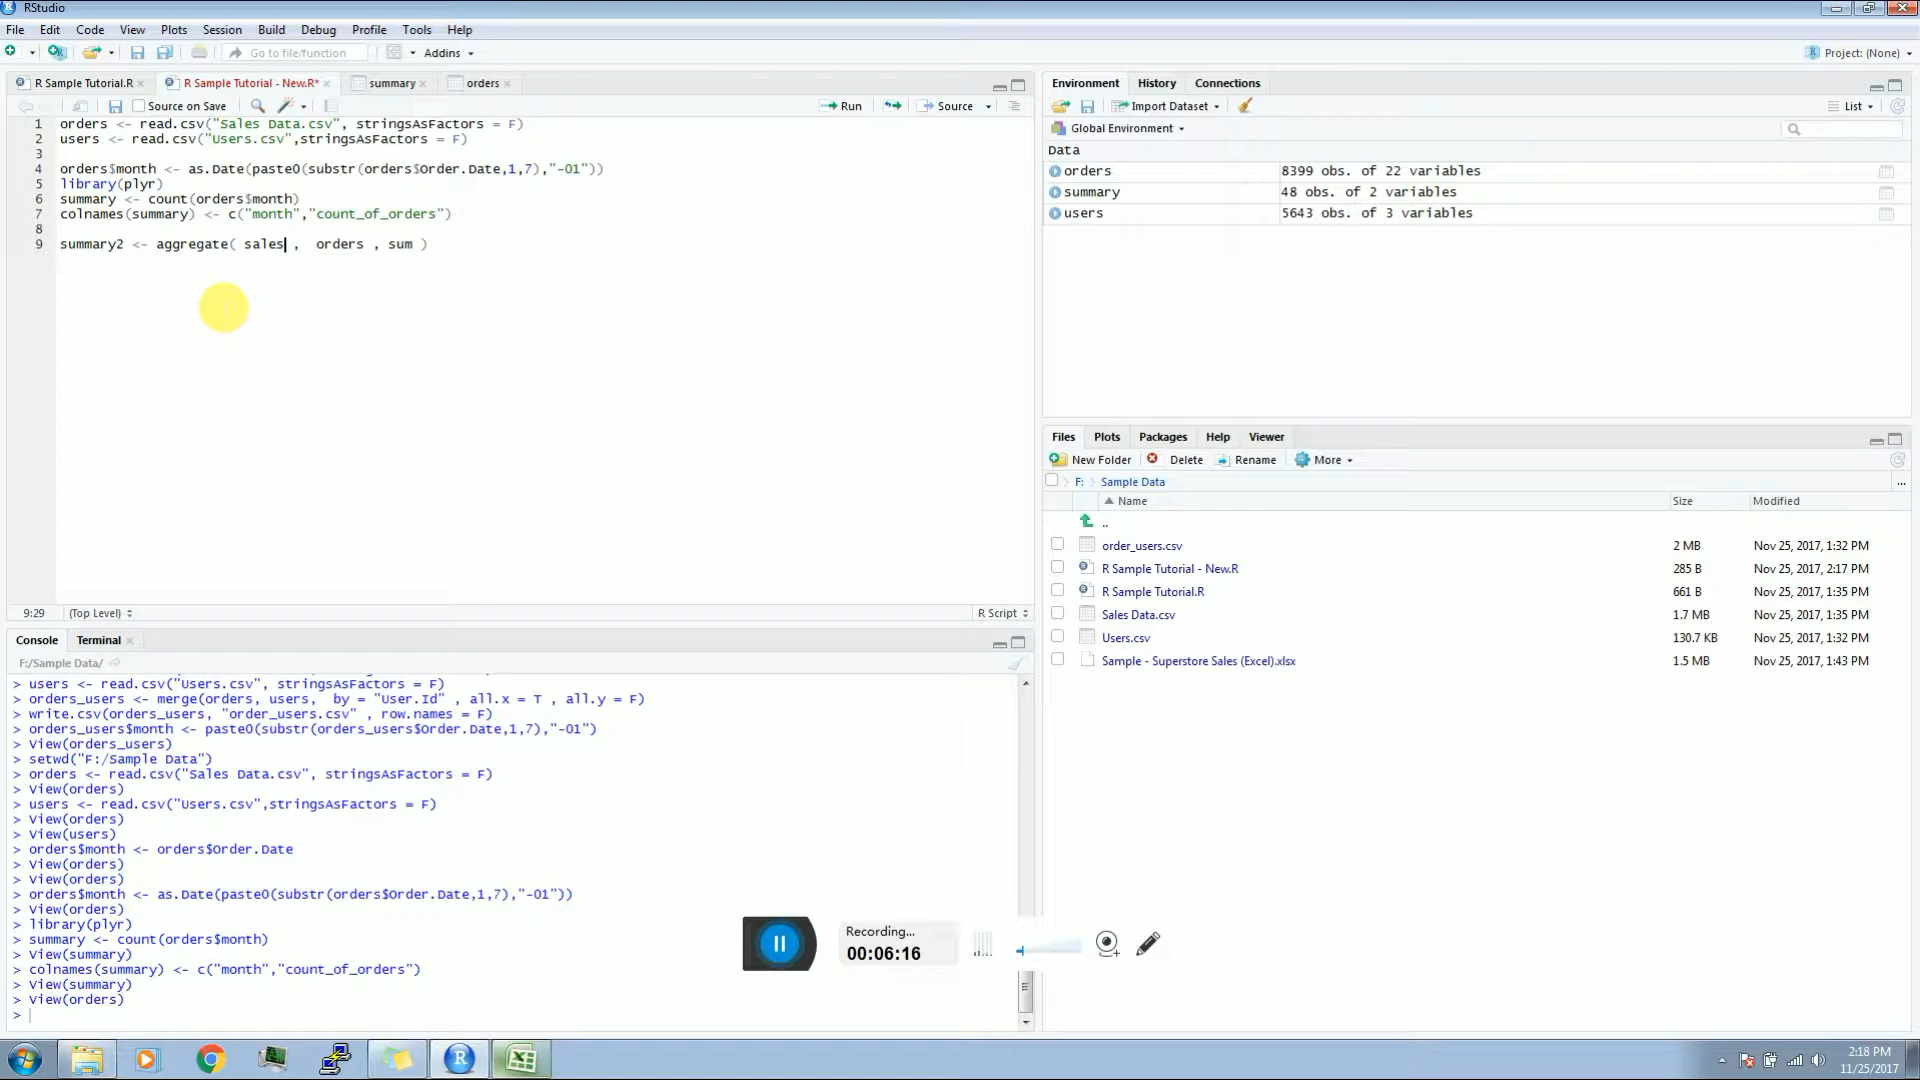 RStudio
File Edit Code View Plots Session Build Debug Profile Tools Help
Go to file/function Addins Project: (None)
R Sample Tutorial.R R Sample Tutorial - New.R* summary orders
Source on Save Run Source
1 orders <- read.csv("Sales Data.csv", stringsAsFactors = F)
2 users <- read.csv("Users.csv",stringsAsFactors = F)
3
4 orders$month <- as.Date(paste0(substr(orders$Order.Date,1,7),"-01"))
5 library(plyr)
6 summary <- count(orders$month)
7 colnames(summary) <- c("month","count_of_orders")
8
9 summary2 <- aggregate( sales ,  orders , sum )
9:29 (Top Level) R Script
Console Terminal
F:/Sample Data/
> users <- read.csv("Users.csv", stringsAsFactors = F)
> orders_users <- merge(orders, users,  by = "User.Id" , all.x = T , all.y = F)
> write.csv(orders_users, "order_users.csv" , row.names = F)
> orders_users$month <- paste0(substr(orders_users$Order.Date,1,7),"-01")
> View(orders_users)
> setwd("F:/Sample Data")
> orders <- read.csv("Sales Data.csv", stringsAsFactors = F)
> View(orders)
> users <- read.csv("Users.csv",stringsAsFactors = F)
> View(orders)
> View(users)
> orders$month <- orders$Order.Date
> View(orders)
> View(orders)
> orders$month <- as.Date(paste0(substr(orders$Order.Date,1,7),"-01"))
> View(orders)
> library(plyr)
> summary <- count(orders$month)
> View(summary)
> colnames(summary) <- c("month","count_of_orders")
> View(summary)
> View(orders)
>
Environment History Connections
Import Dataset List
Global Environment
Data
orders 8399 obs. of 22 variables
summary 48 obs. of 2 variables
users 5643 obs. of 3 variables
Files Plots Packages Help Viewer
New Folder Delete Rename More
F: Sample Data ...
Name Size Modified
..
order_users.csv 2 MB Nov 25, 2017, 1:32 PM
R Sample Tutorial - New.R 285 B Nov 25, 2017, 2:17 PM
R Sample Tutorial.R 661 B Nov 25, 2017, 1:35 PM
Sales Data.csv 1.7 MB Nov 25, 2017, 1:35 PM
Users.csv 130.7 KB Nov 25, 2017, 1:32 PM
Sample - Superstore Sales (Excel).xlsx 1.5 MB Nov 25, 2017, 1:43 PM
Recording...
00:06:16
2:18 PM
11/25/2017